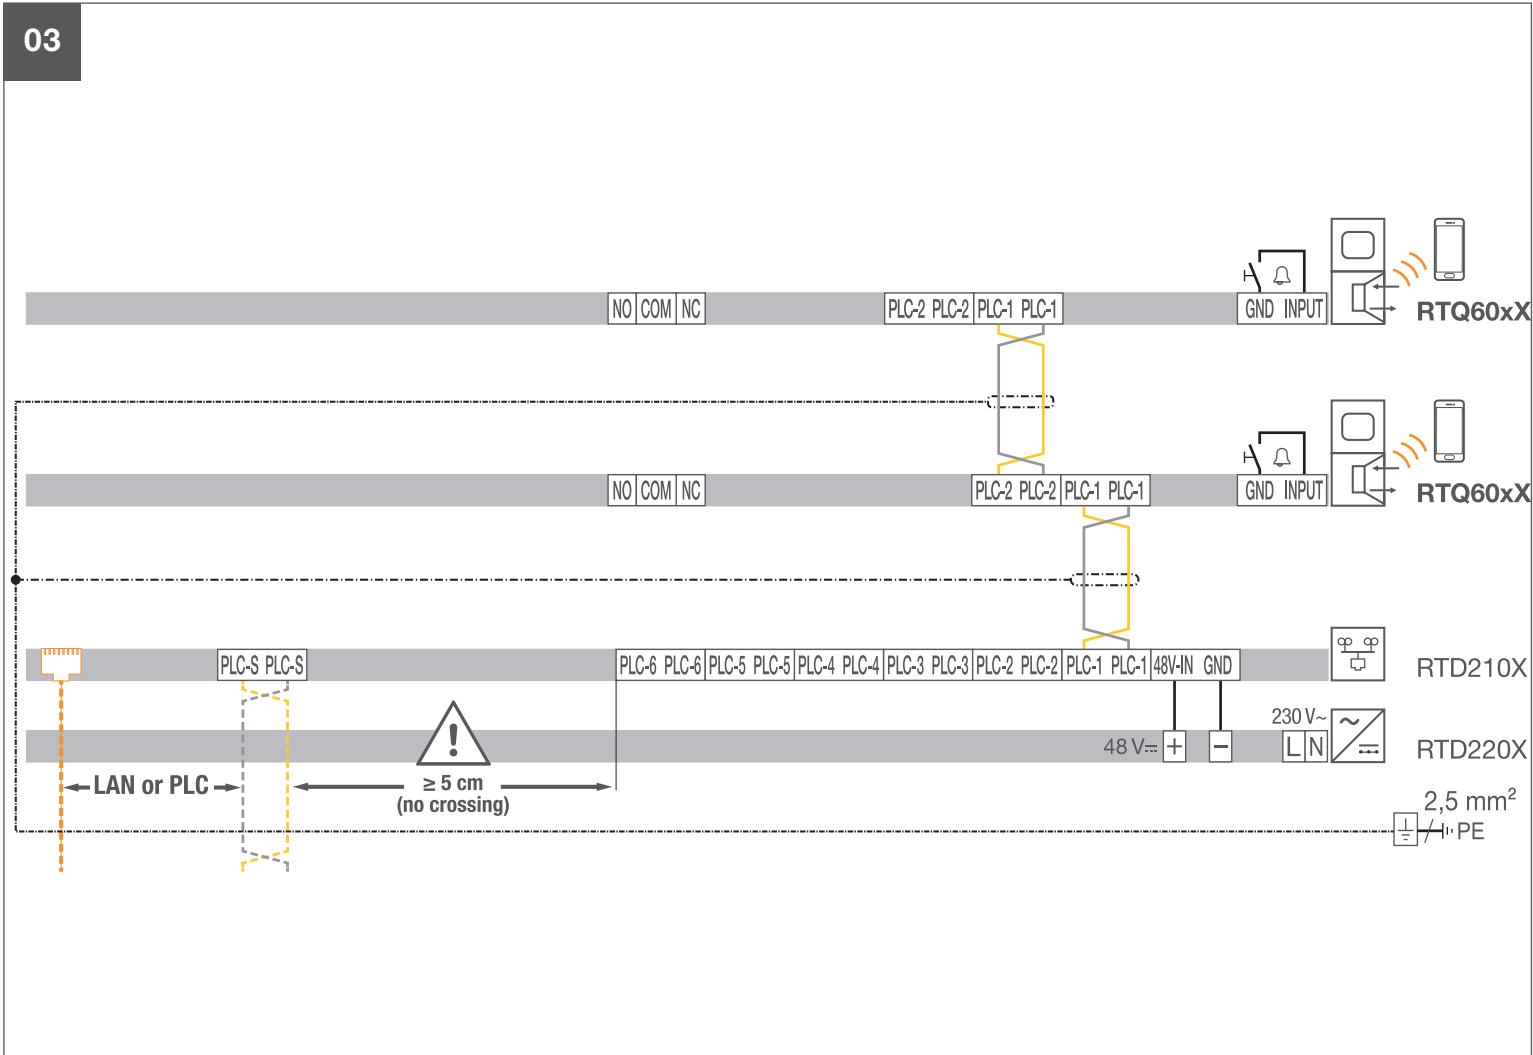 03
NO COM NC PLC-2 PLC-2 PLC-1 PLC-1 GND INPUT RTQ60xX
NO COM NC PLC-2 PLC-2 PLC-1 PLC-1 GND INPUT RTQ60xX
PLC-S PLC-S PLC-6 PLC-6 PLC-5 PLC-5 PLC-4 PLC-4 PLC-3 PLC-3 PLC-2 PLC-2 PLC-1 PLC-1 48V-IN GND RTD210X
230 V~
48 V⎓ + − L N RTD220X
!
LAN or PLC
≥ 5 cm
(no crossing)
2,5 mm²
PE